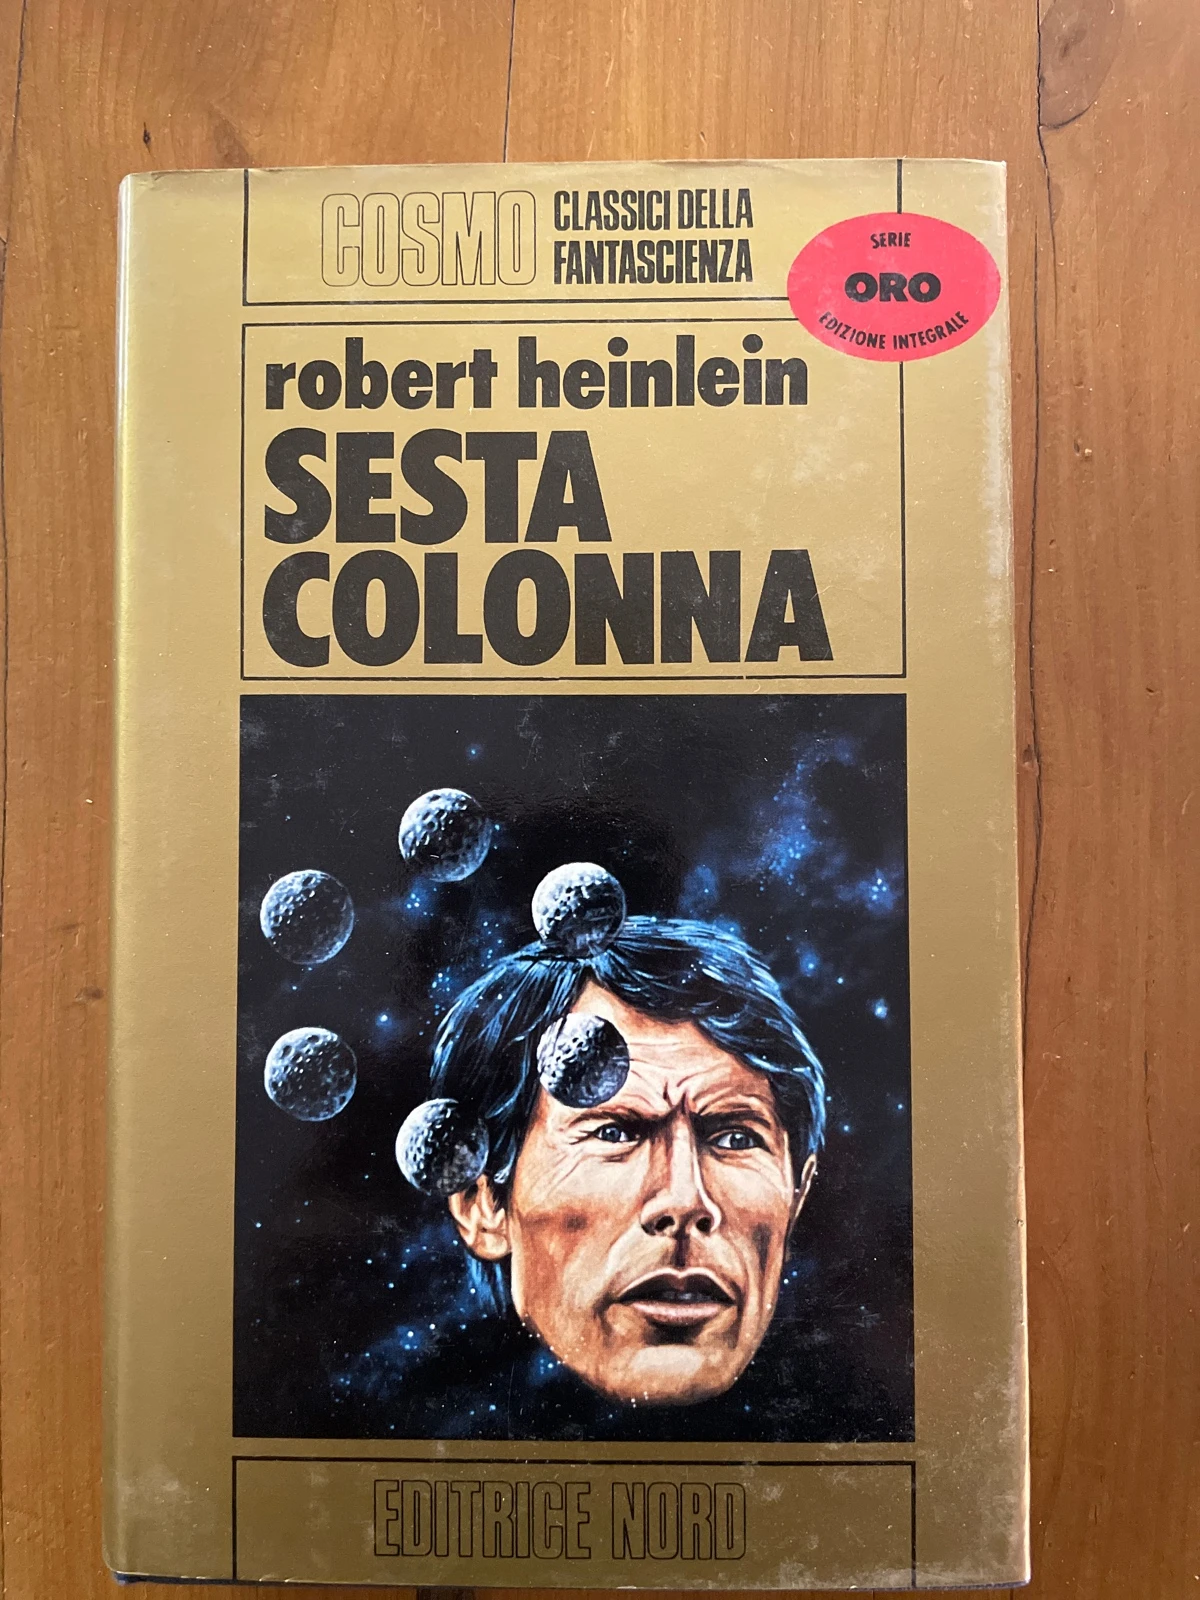 COSMO
CLASSICI DELLA
FANTASCIENZA
SERIE
ORO
EDIZIONE INTEGRALE
robert heinlein
SESTA
COLONNA
EDITRICE NORD